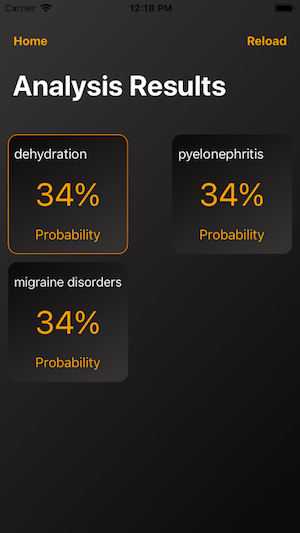 Carrier 12:18 PM
Home Reload
Analysis Results
dehydration pyelonephritis
34% 34%
Probability Probability
migraine disorders
34%
Probability